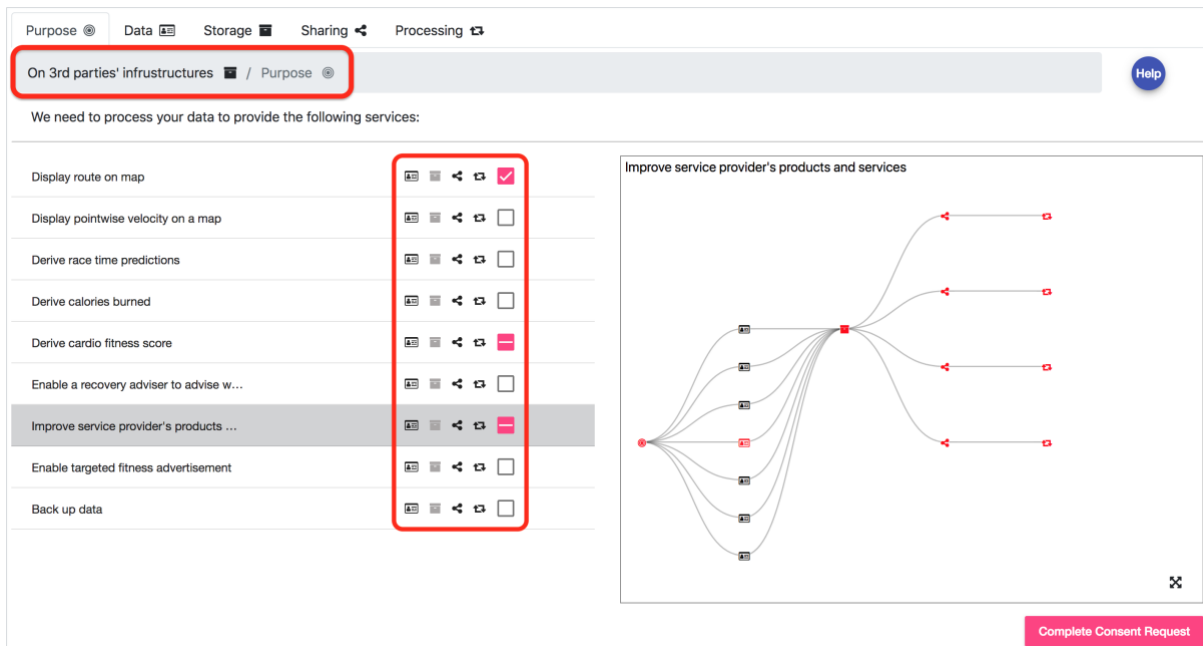 Purpose Data Storage Sharing Processing
On 3rd parties' infrustructures / Purpose
Help
We need to process your data to provide the following services:
Display route on map
Display pointwise velocity on a map
Derive race time predictions
Derive calories burned
Derive cardio fitness score
Enable a recovery adviser to advise w...
Improve service provider's products ...
Enable targeted fitness advertisement
Back up data
Improve service provider's products and services
Complete Consent Request